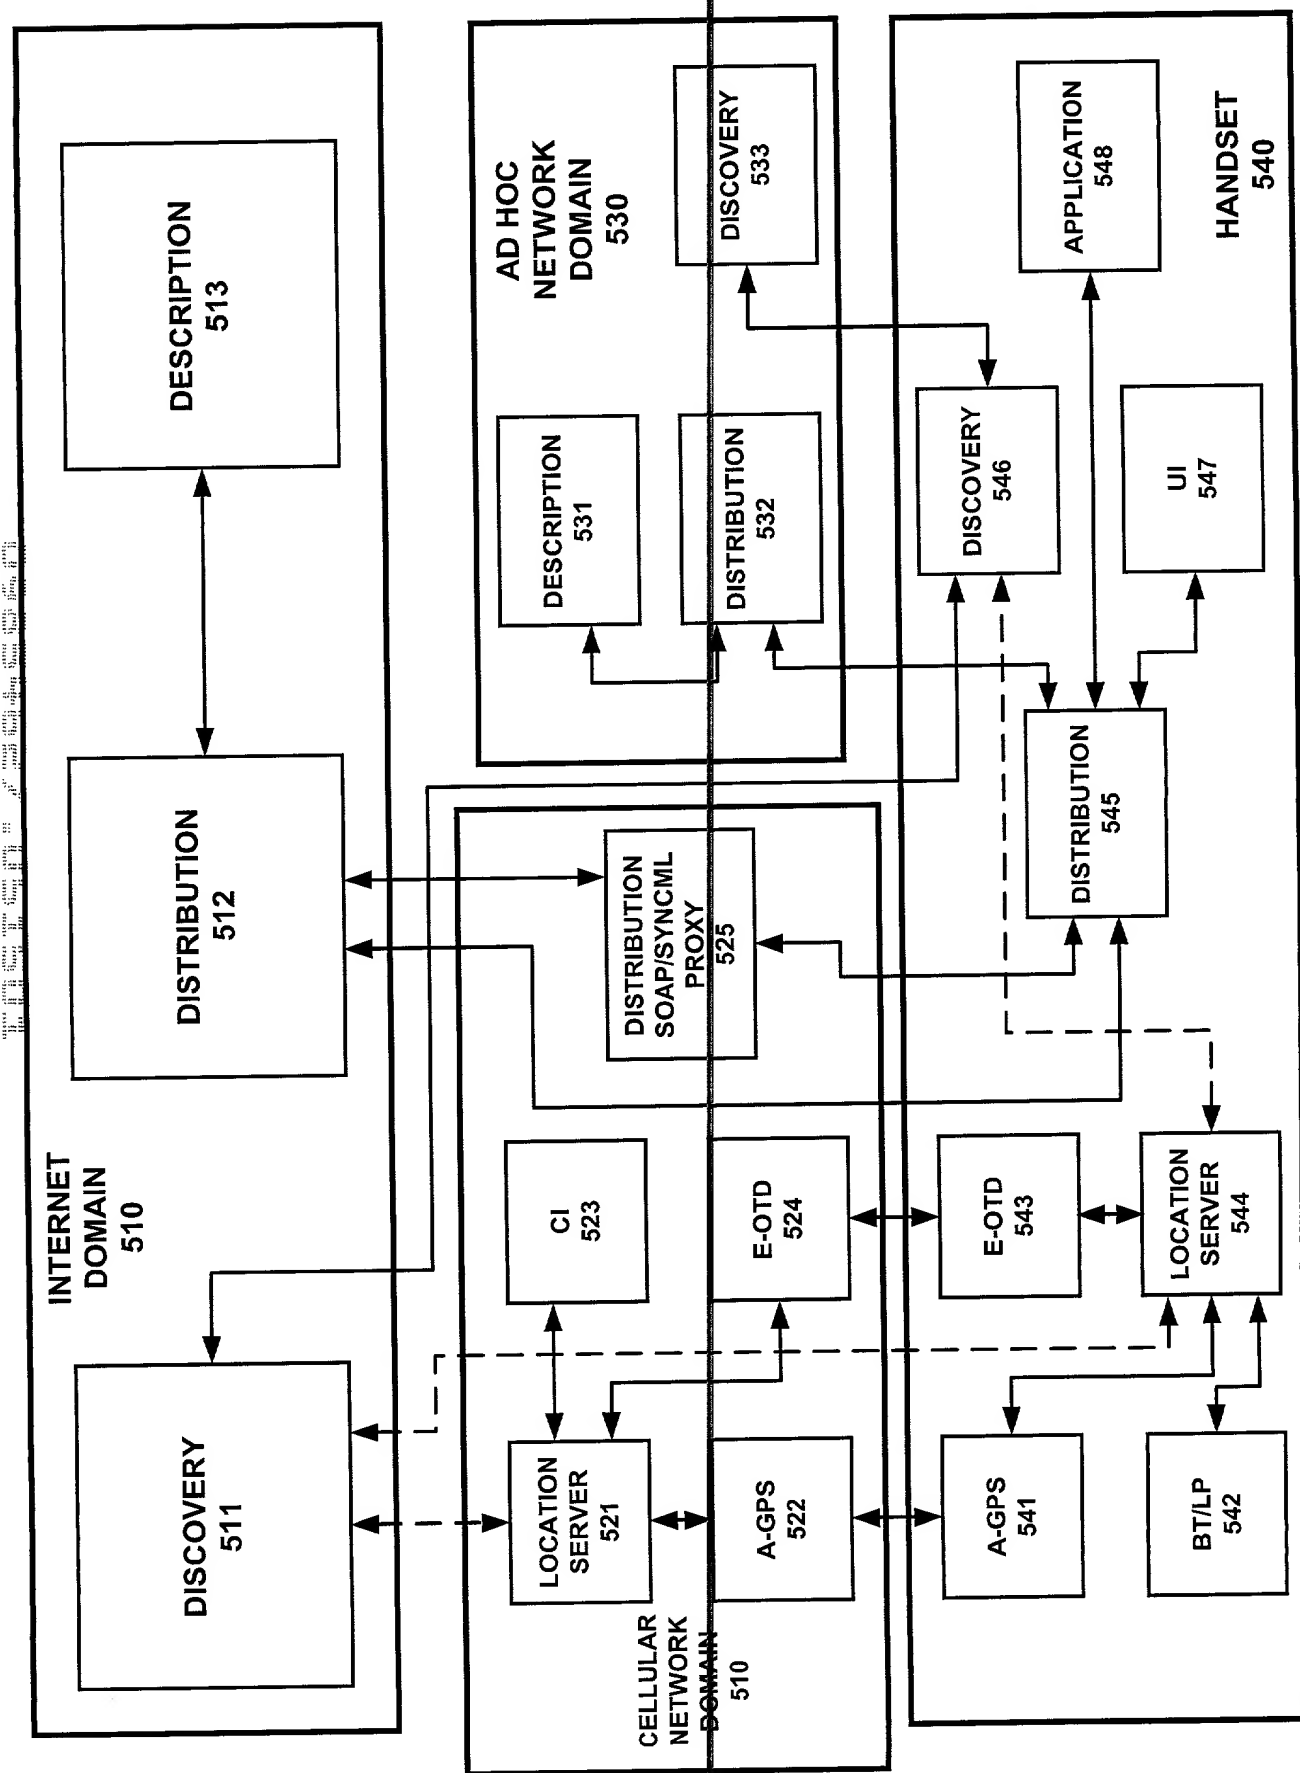 INTERNET
DOMAIN
510
DISCOVERY
511
DISTRIBUTION
512
DESCRIPTION
513
CELLULAR
NETWORK
DOMAIN
510
LOCATION
SERVER
521
A-GPS
522
CI
523
E-OTD
524
DISTRIBUTION
SOAP/SYNCML
PROXY
525
AD HOC
NETWORK
DOMAIN
530
DESCRIPTION
531
DISTRIBUTION
532
DISCOVERY
533
HANDSET
540
A-GPS
541
BT/LP
542
E-OTD
543
LOCATION
SERVER
544
DISTRIBUTION
545
DISCOVERY
546
UI
547
APPLICATION
548